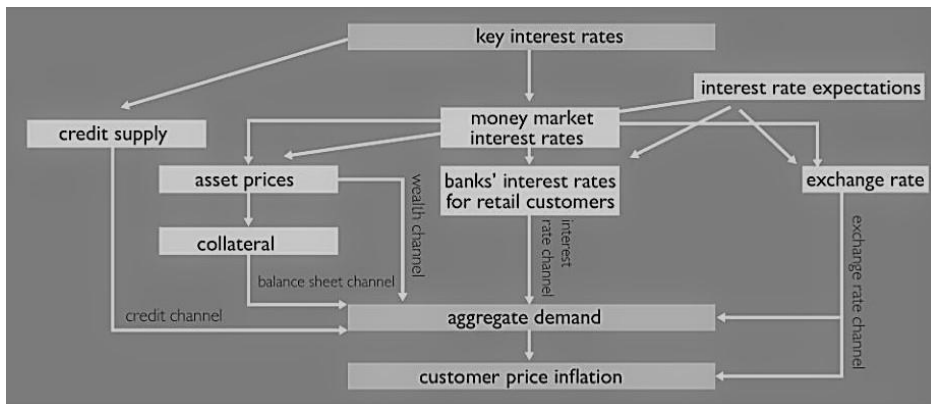 key interest rates
interest rate expectations
credit supply
money market
interest rates
asset prices
banks' interest rates
for retail customers
exchange rate
wealth channel
collateral
interest
rate channel
exchange rate channel
balance sheet channel
credit channel
aggregate demand
customer price inflation